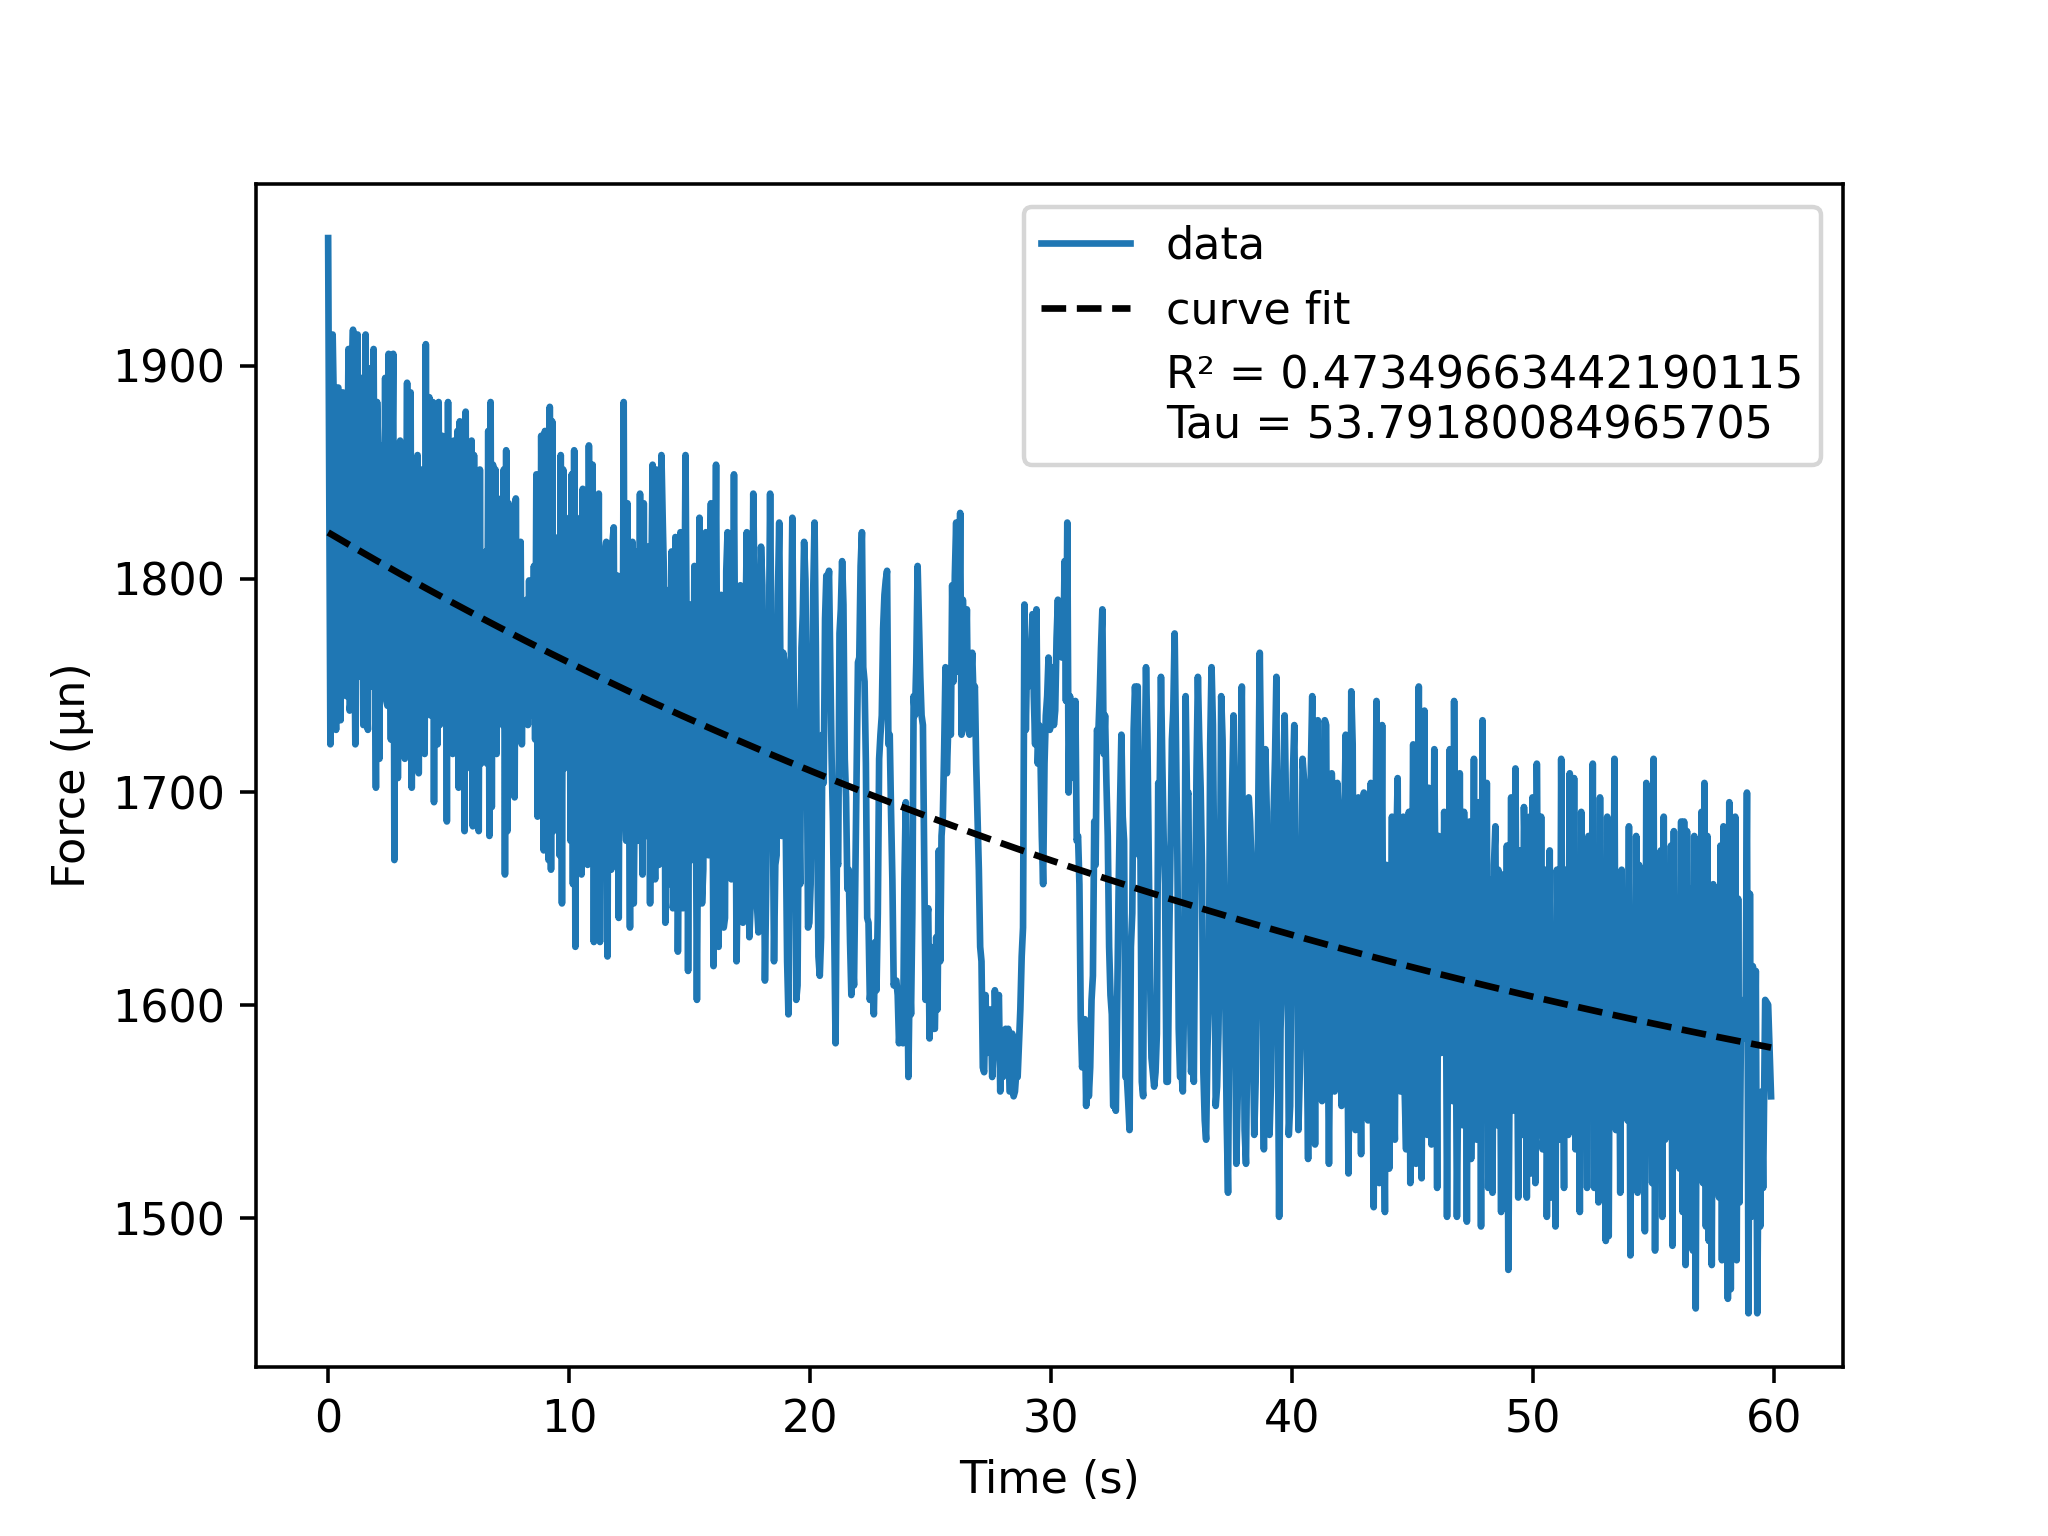 data
curve fit
R² = 0.47349663442190115
Tau = 53.79180084965705
1900
1800
1700
1600
1500
Force (μn)
0 10 20 30 40 50 60
Time (s)